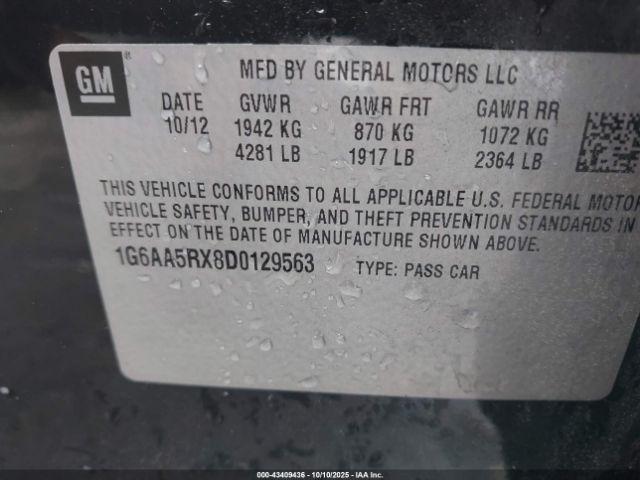 GM ® MFD BY GENERAL MOTORS LLC
DATE GVWR GAWR FRT GAWR RR
10/12 1942 KG 870 KG 1072 KG
4281 LB 1917 LB 2364 LB
THIS VEHICLE CONFORMS TO ALL APPLICABLE U.S. FEDERAL MOTOR
VEHICLE SAFETY, BUMPER, AND THEFT PREVENTION STANDARDS IN
EFFECT ON THE DATE OF MANUFACTURE SHOWN ABOVE.
1G6AA5RX8D0129563 TYPE: PASS CAR
000-43409436 - 10/10/2025 - IAA Inc.